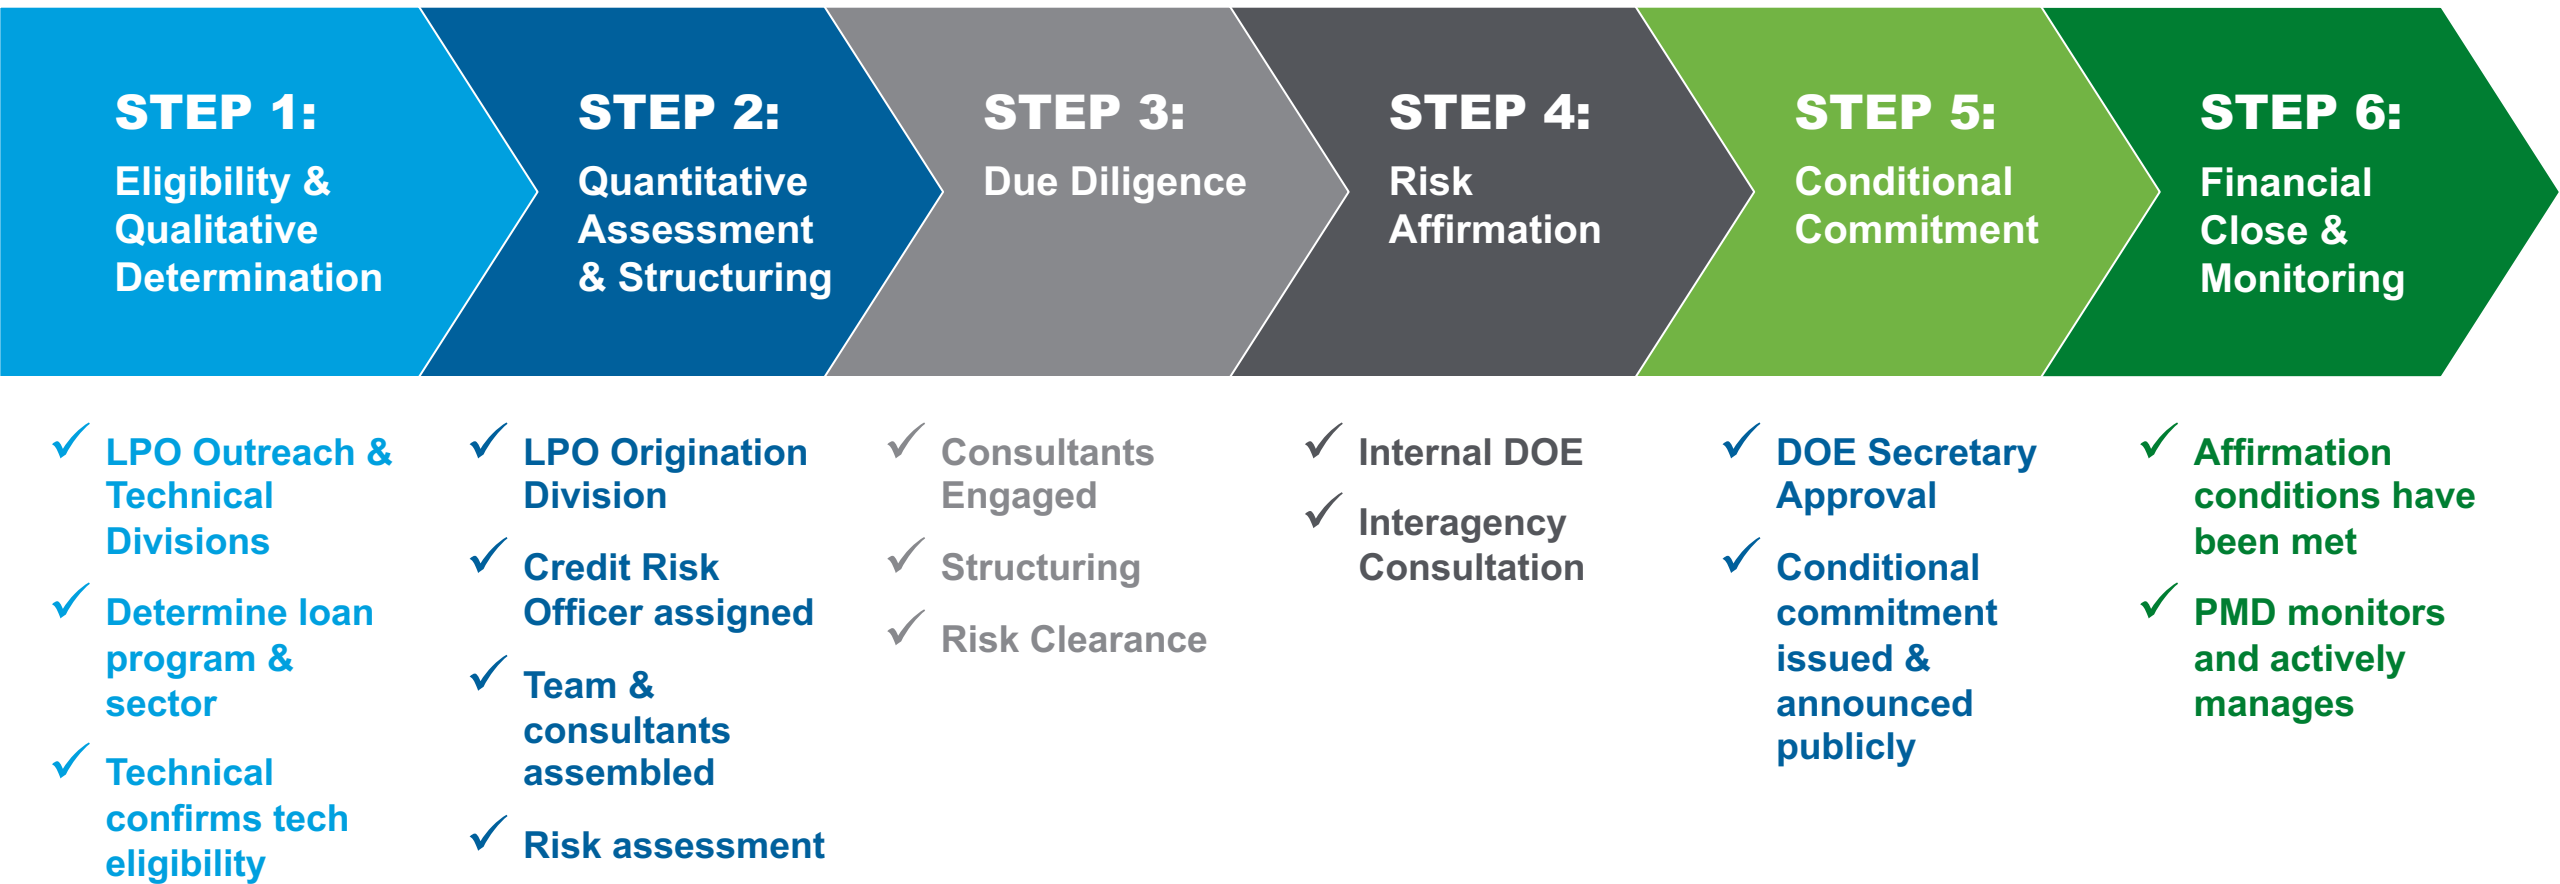 STEP 1:
Eligibility &
Qualitative
Determination
STEP 2:
Quantitative
Assessment
& Structuring
STEP 3:
Due Diligence
STEP 4:
Risk
Affirmation
STEP 5:
Conditional
Commitment
STEP 6:
Financial
Close &
Monitoring
✓ LPO Outreach &
Technical
Divisions
✓ Determine loan
program &
sector
✓ Technical
confirms tech
eligibility
✓ LPO Origination
Division
✓ Credit Risk
Officer assigned
✓ Team &
consultants
assembled
✓ Risk assessment
✓ Consultants
Engaged
✓ Structuring
✓ Risk Clearance
✓ Internal DOE
✓ Interagency
Consultation
✓ DOE Secretary
Approval
✓ Conditional
commitment
issued &
announced
publicly
✓ Affirmation
conditions have
been met
✓ PMD monitors
and actively
manages